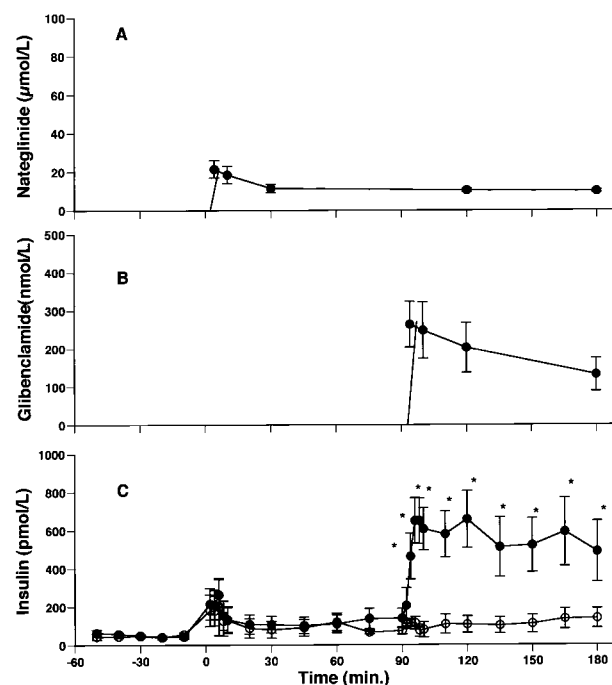 A
Nateglinide (µmol/L)
100
80
60
40
20
0
B
Glibenclamide(nmol/L)
500
400
300
200
100
0
C
Insulin (pmol/L)
1000
800
600
400
200
0
* * * * * * * * * *
-60 -30 0 30 60 90 120 150 180
Time (min.)